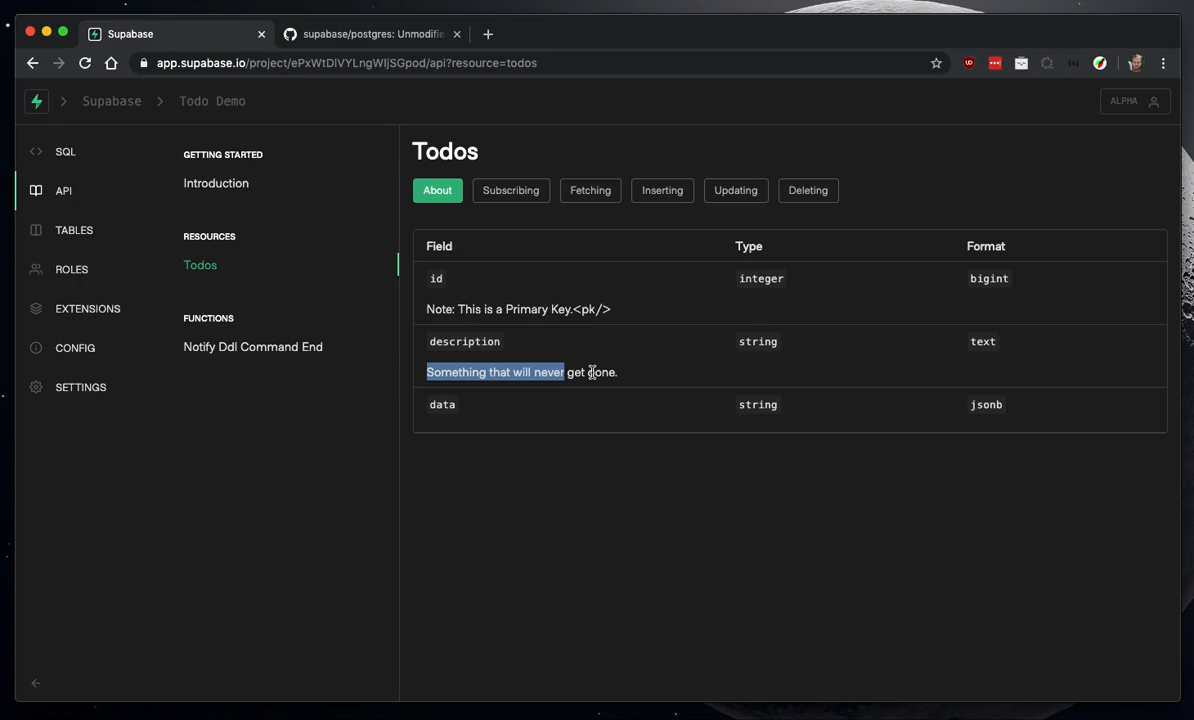 Supabase
supabase/postgres: Unmodifie
app.supabase.io/project/ePxWtDlVYLngWljSGpod/api?resource=todos
Supabase
Todo Demo
ALPHA
SQL
API
TABLES
ROLES
EXTENSIONS
CONFIG
SETTINGS
GETTING STARTED
Introduction
RESOURCES
Todos
FUNCTIONS
Notify Ddl Command End
Todos
About Subscribing Fetching Inserting Updating Deleting
Field Type Format
id integer bigint
Note: This is a Primary Key.<pk/>
description string text
Something that will never get done.
data string jsonb